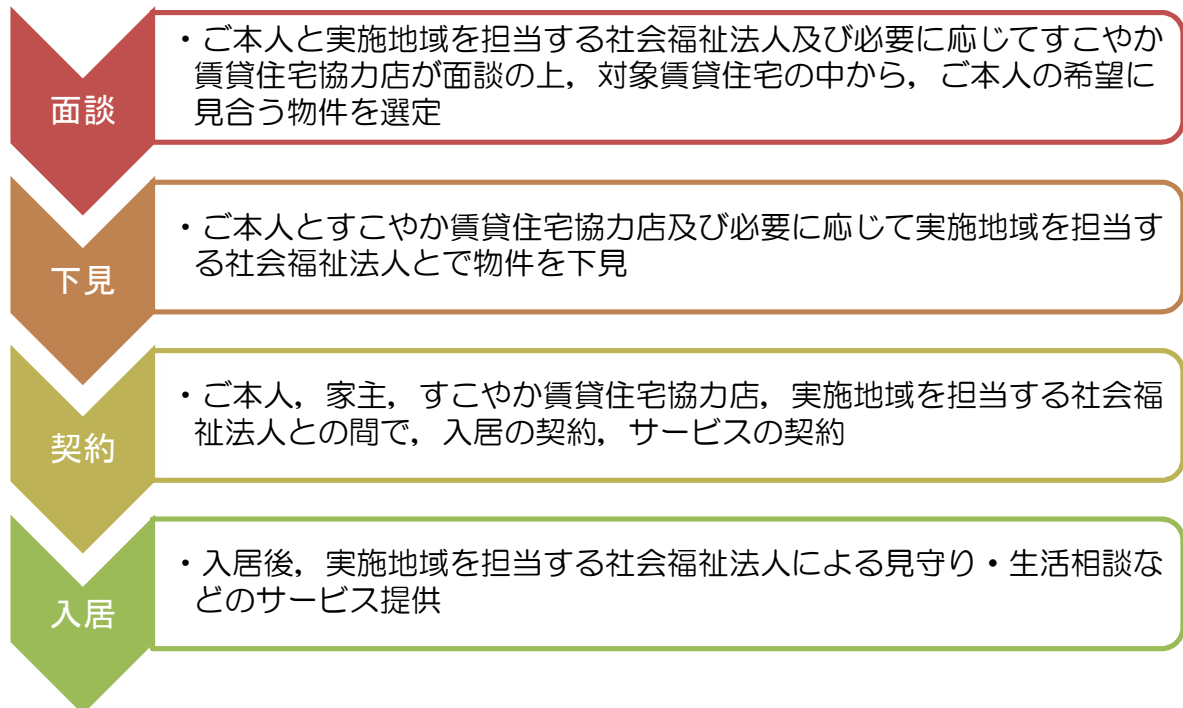 面談
・ご本人と実施地域を担当する社会福祉法人及び必要に応じてすこやか
賃貸住宅協力店が面談の上，対象賃貸住宅の中から，ご本人の希望に
見合う物件を選定
下見
・ご本人とすこやか賃貸住宅協力店及び必要に応じて実施地域を担当す
る社会福祉法人とで物件を下見
契約
・ご本人，家主，すこやか賃貸住宅協力店，実施地域を担当する社会福
祉法人との間で，入居の契約，サービスの契約
入居
・入居後，実施地域を担当する社会福祉法人による見守り・生活相談な
どのサービス提供